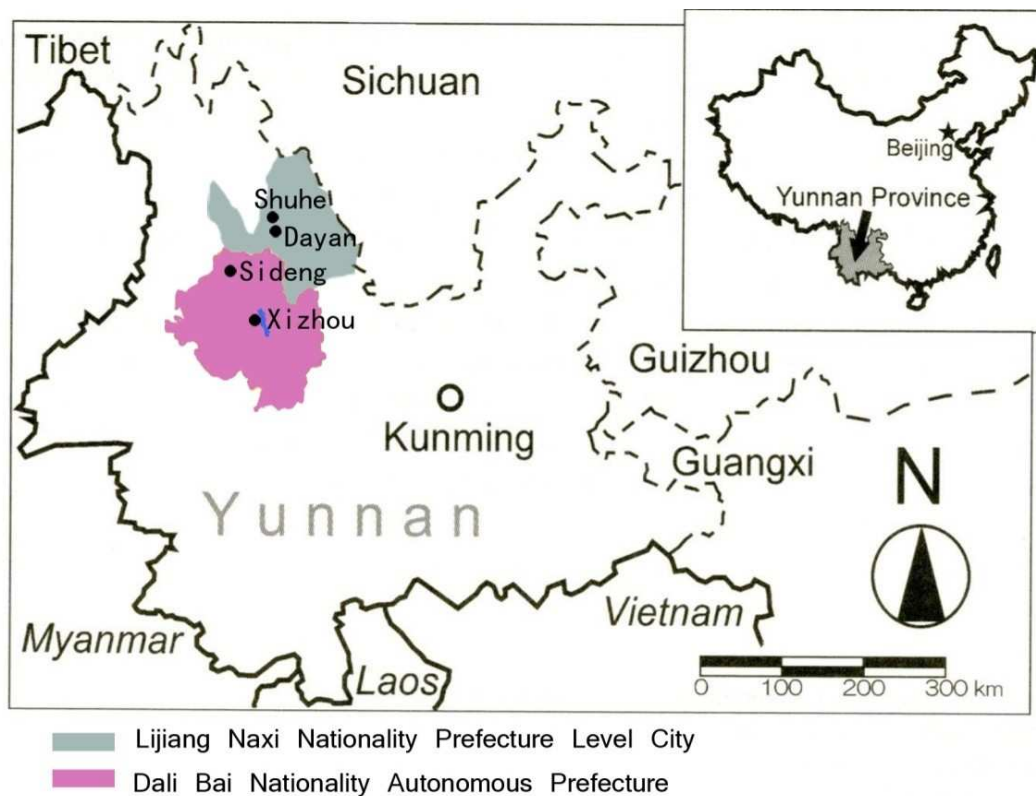 Tibet
Sichuan
Beijing
Yunnan Province
Shuhe
Dayan
Sideng
Xizhou
Guizhou
Kunming
Guangxi
N
Yunnan
Vietnam
Myanmar
Laos
0 100 200 300 km
Lijiang Naxi Nationality Prefecture Level City
Dali Bai Nationality Autonomous Prefecture